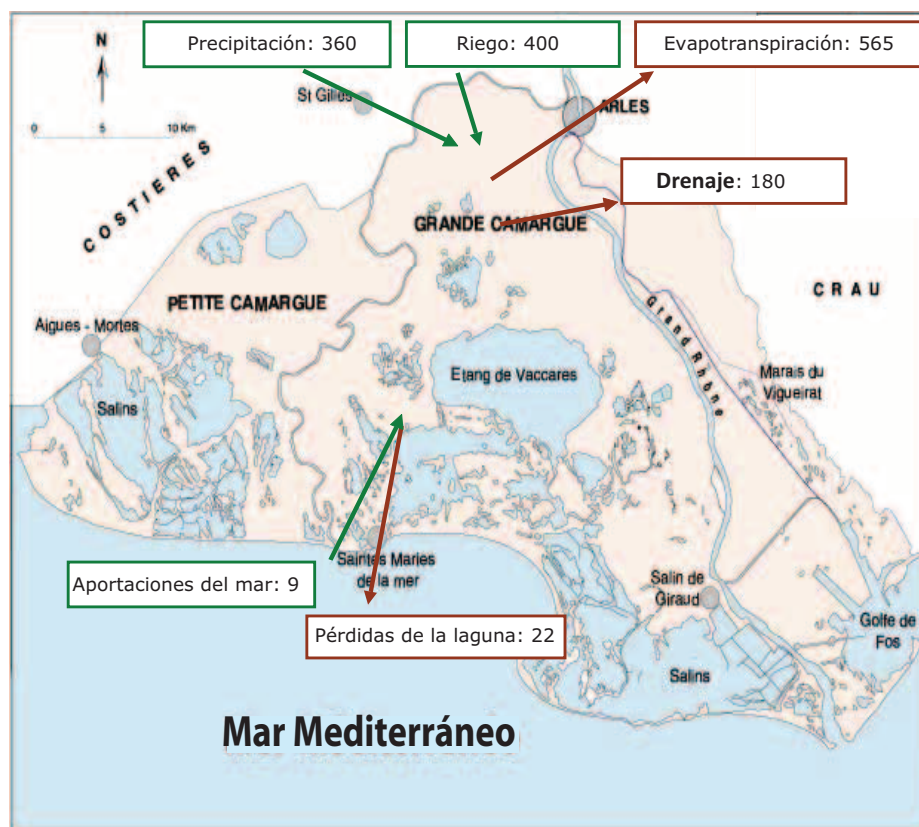 Precipitación: 360
Riego: 400
Evapotranspiración: 565
N
St Gilles
ARLES
0 5 10 Km
COSTIERES
Drenaje: 180
GRANDE CAMARGUE
CRAU
PETITE CAMARGUE
Grand Rhône
Aigues - Mortes
Etang de Vaccares
Marais du
Vigueirat
Salins
Saintes Maries
de la mer
Aportaciones del mar: 9
Salin de
Giraud
Golfe de
Fos
Pérdidas de la laguna: 22
Salins
Mar Mediterráneo